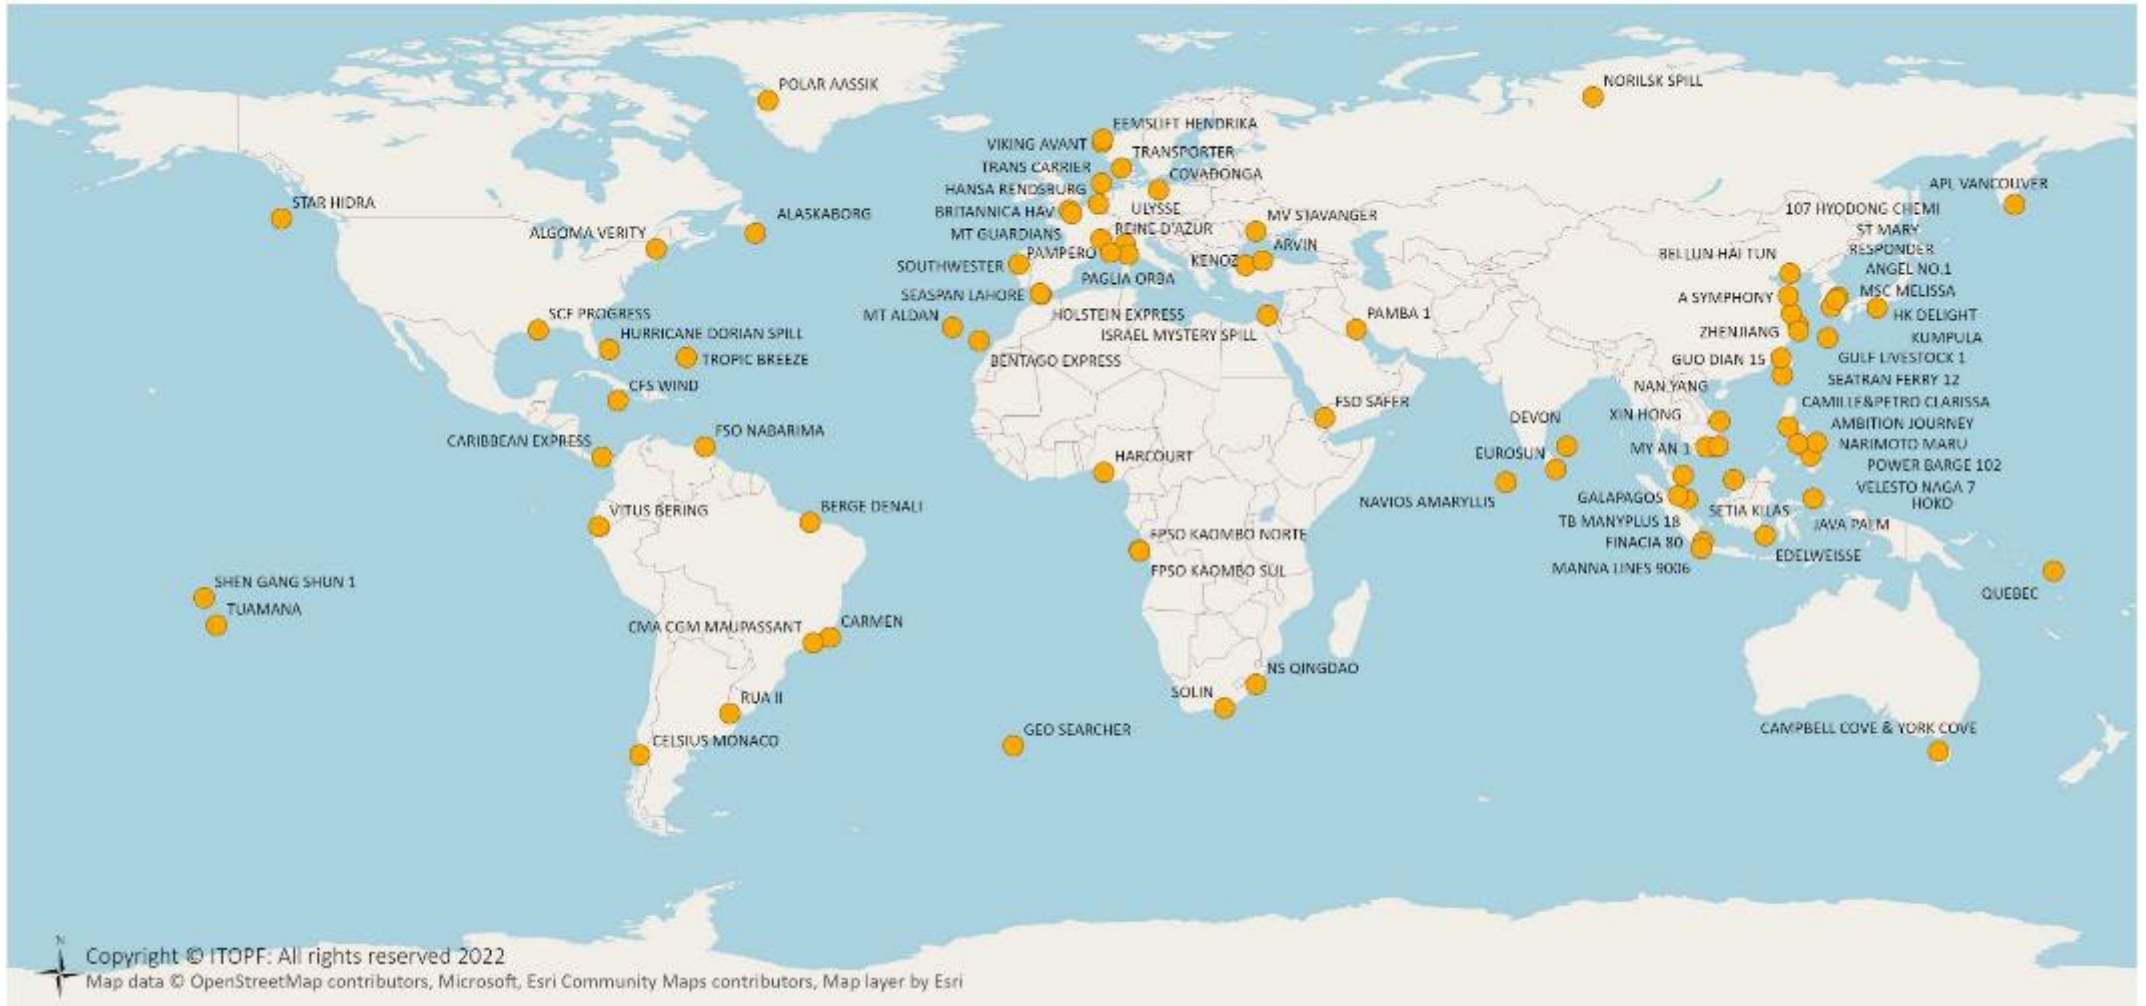 POLAR AASSIK
NORILSK SPILL
EEMSLIFT HENDRIKA
VIKING AVANT
TRANSPORTER
TRANS CARRIER
COVADONGA
HANSA RENDSBURG
APL VANCOUVER
STAR HIDRA
BRITANNICA HAV
ULYSSE
ALASKABORG
MV STAVANGER
107 HYODONG CHEMI
ALGOMA VERITY
MT GUARDIANS
REINE D'AZUR
ST MARY
ARVIN
RESPONDER
PAMPERO
BELLUN HAI TUN
KENOZ
SOUTHWESTER
ANGEL NO.1
PAGLIA ORBA
SEASPAN LAHORE
A SYMPHONY
MSC MELISSA
SCF PROGRESS
MT ALDAN
HOLSTEIN EXPRESS
PAMBA 1
HK DELIGHT
HURRICANE DORIAN SPILL
ISRAEL MYSTERY SPILL
ZHENJIANG
KUMPULA
TROPIC BREEZE
BENTAGO EXPRESS
GUO DIAN 15
GULF LIVESTOCK 1
CFS WIND
NAN YANG
SEATRAN FERRY 12
FSO SAFER
CAMILLE&PETRO CLARISSA
DEVON
XIN HONG
AMBITION JOURNEY
FSO NABARIMA
CARIBBEAN EXPRESS
HARCOURT
EUROSUN
MY AN 1
NARIMOTO MARU
POWER BARGE 102
NAVIOS AMARYLLIS
GALAPAGOS
VELESTO NAGA 7
HOKO
VITUS BERING
BERGE DENALI
SETIA KILAS
TB MANYPLUS 18
JAVA PALM
FPSO KAOMBO NORTE
FINACIA 80
EDELWEISSE
FPSO KAOMBO SUL
MANNA LINES 9006
SHEN GANG SHUN 1
QUEBEC
TUAMANA
CMA CGM MAUPASSANT
CARMEN
NS QINGDAO
SOLIN
RUA II
GEO SEARCHER
CAMPBELL COVE & YORK COVE
CELSIUS MONACO
N
Copyright © ITOPF: All rights reserved 2022
Map data © OpenStreetMap contributors, Microsoft, Esri Community Maps contributors, Map layer by Esri